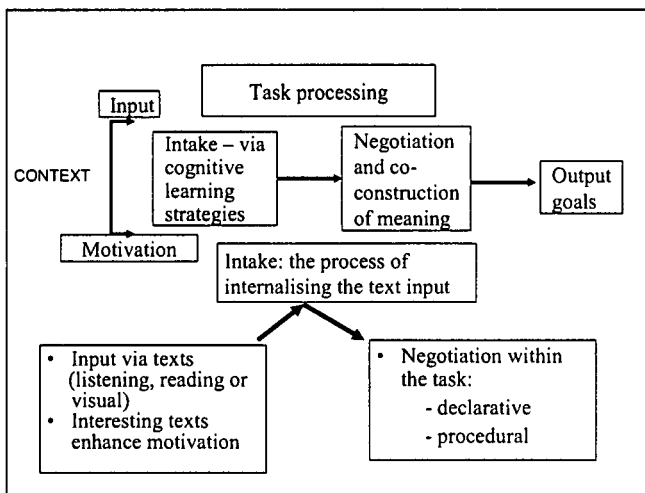 Task processing
Input
CONTEXT
Motivation
Intake – via
cognitive
learning
strategies
Negotiation
and co-
construction
of meaning
Output
goals
Intake: the process of
internalising the text input
• Input via texts
(listening, reading or
visual)
• Interesting texts
enhance motivation
• Negotiation within
the task:
- declarative
- procedural